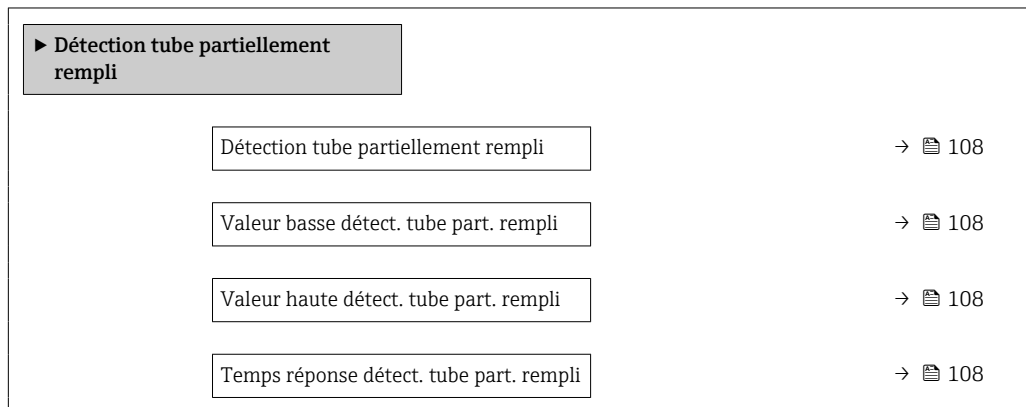 ► Détection tube partiellement
rempli
Détection tube partiellement rempli → 108
Valeur basse détect. tube part. rempli → 108
Valeur haute détect. tube part. rempli → 108
Temps réponse détect. tube part. rempli → 108